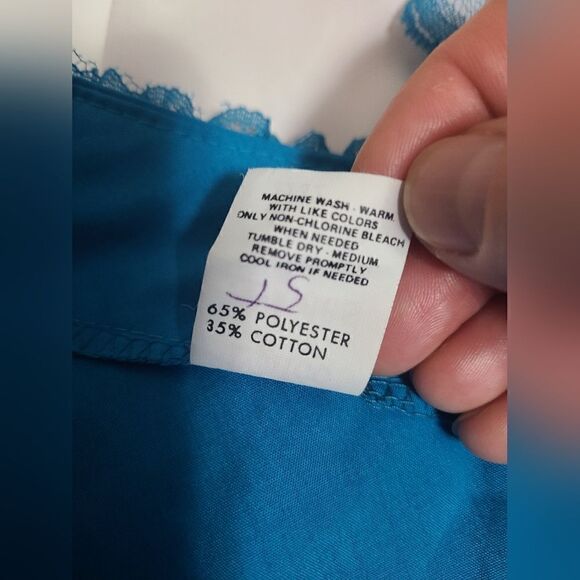 MACHINE WASH - WARM
WITH LIKE COLORS
ONLY NON-CHLORINE BLEACH
WHEN NEEDED
TUMBLE DRY - MEDIUM
REMOVE PROMPTLY
COOL IRON IF NEEDED
65% POLYESTER
35% COTTON